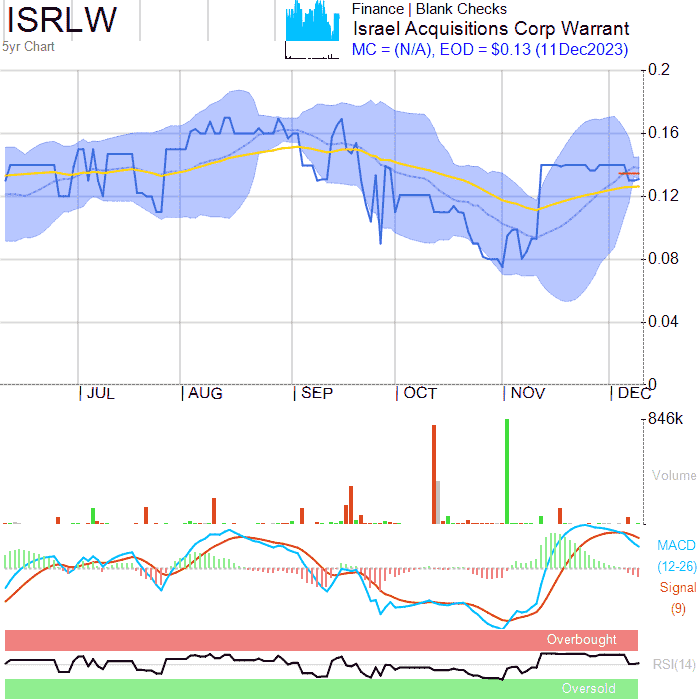 ISRLW
5yr Chart
Finance | Blank Checks
Israel Acquisitions Corp Warrant
MC = (N/A), EOD = $0.13 (11Dec2023)
0.2
0.16
0.12
0.08
0.04
0
JUL AUG SEP OCT NOV DEC
846k
Volume
MACD
(12-26)
Signal
(9)
Overbought
RSI(14)
Oversold